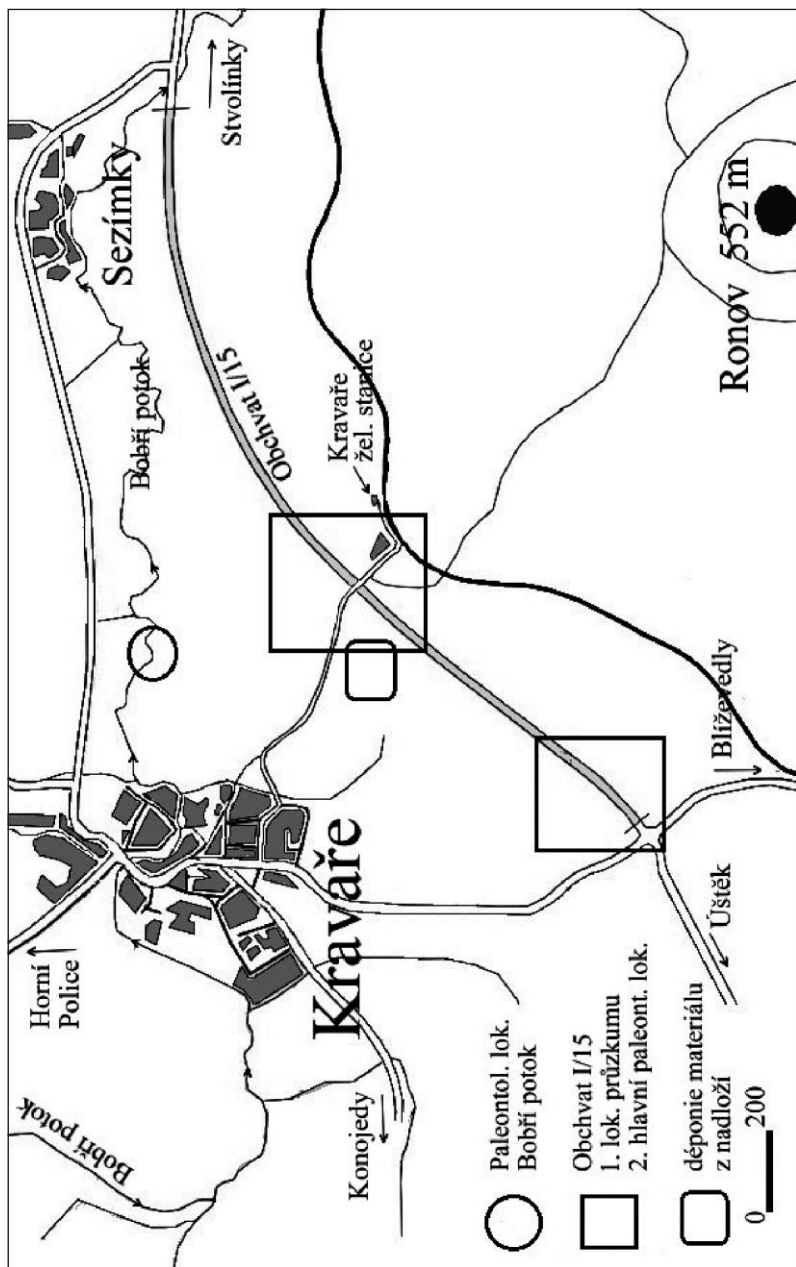 Horní
Police
Bobří potok
Konojedy
Kravaře
Bobří potok
Sezímky
Stvolínky
Obchvat I/15
Kravaře
žel. stanice
Ronov 552 m
Blíževedly
Úštěk
Paleontol. lok.
Bobří potok
Obchvat I/15
1. lok. průzkumu
2. hlavní paleont. lok.
déponie materiálu
z nadloží
0 200